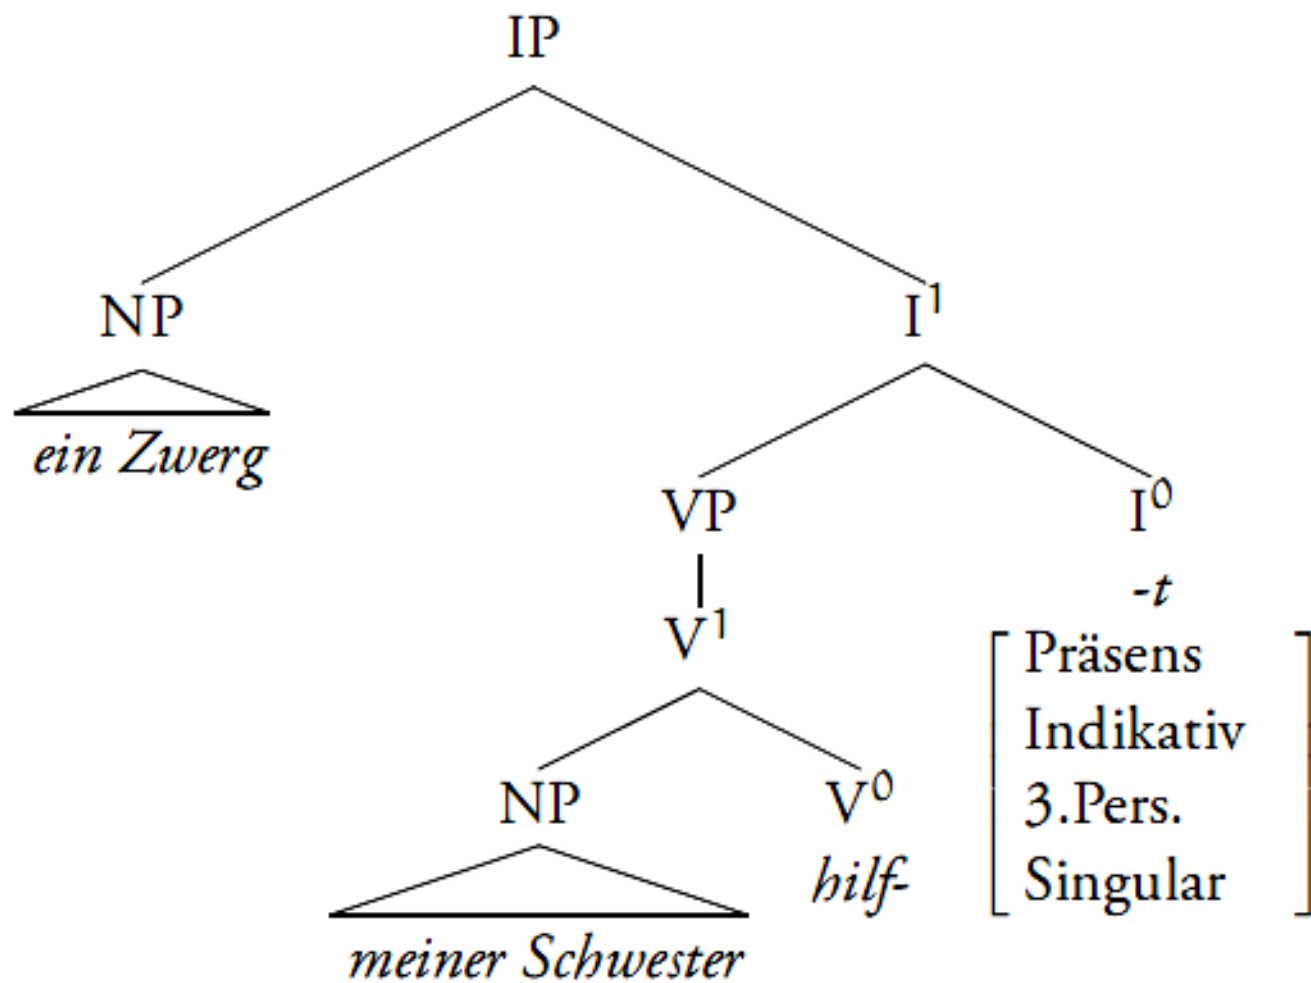 IP
NP
I¹
ein Zwerg
VP
I⁰
-t
V¹
Präsens
Indikativ
NP
V⁰
3.Pers.
hilf-
Singular
meiner Schwester